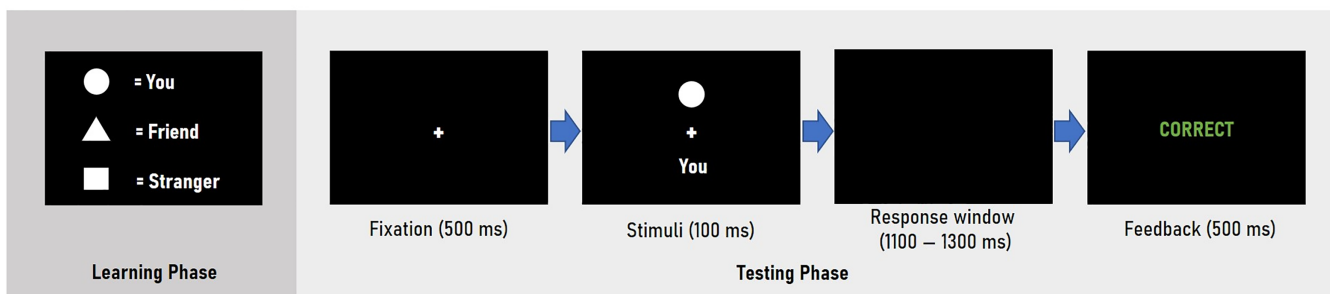 = You
= Friend
= Stranger
Learning Phase
+
Fixation (500 ms)
+
You
Stimuli (100 ms)
Response window
(1100 – 1300 ms)
CORRECT
Feedback (500 ms)
Testing Phase